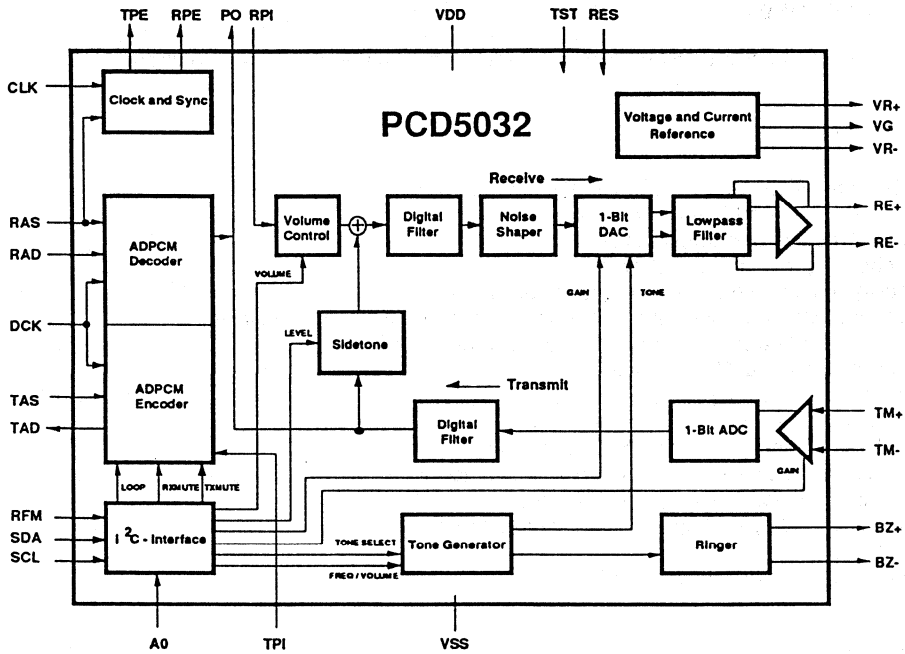 TPE RPE PO RPI VDD TST RES
CLK
Clock and Sync
PCD5032
Voltage and Current
Reference
VR+
VG
VR-
Receive
RAS
RAD
DCK
TAS
TAD
ADPCM
Decoder
ADPCM
Encoder
Volume
Control
Digital
Filter
Noise
Shaper
1-Bit
DAC
Lowpass
Filter
RE+
RE-
VOLUME
GAIN
TONE
LEVEL
Sidetone
Transmit
Digital
Filter
1-Bit ADC
TM+
TM-
GAIN
LOOP RXMUTE TXMUTE
RFM
SDA
SCL
I²C - Interface
TONE SELECT
FREQ / VOLUME
Tone Generator
Ringer
BZ+
BZ-
A0 TPI VSS